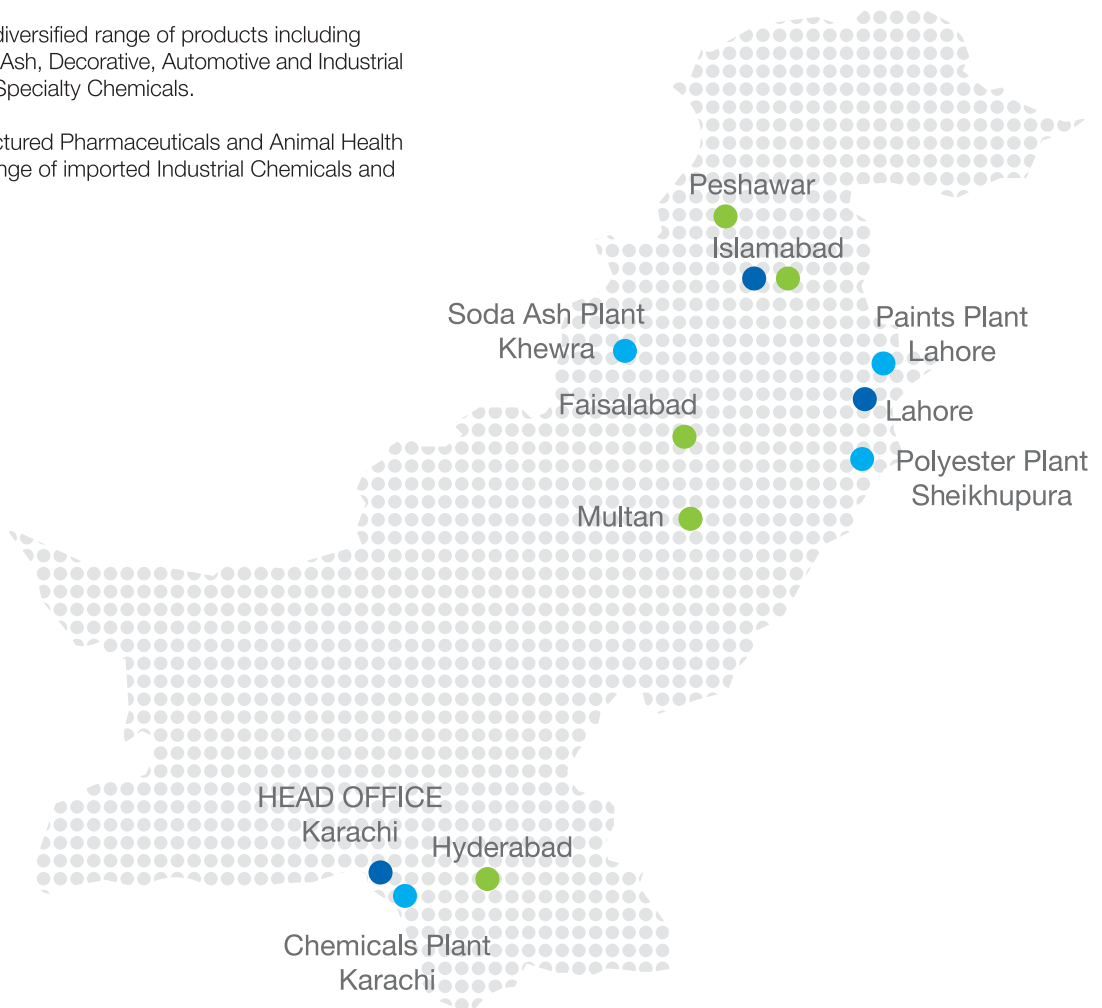 diversified range of products including
Ash, Decorative, Automotive and Industrial
Specialty Chemicals.
ctured Pharmaceuticals and Animal Health
nge of imported Industrial Chemicals and
Peshawar
Islamabad
Soda Ash Plant
Khewra
Paints Plant
Lahore
Faisalabad
Lahore
Polyester Plant
Sheikhupura
Multan
HEAD OFFICE
Karachi
Hyderabad
Chemicals Plant
Karachi